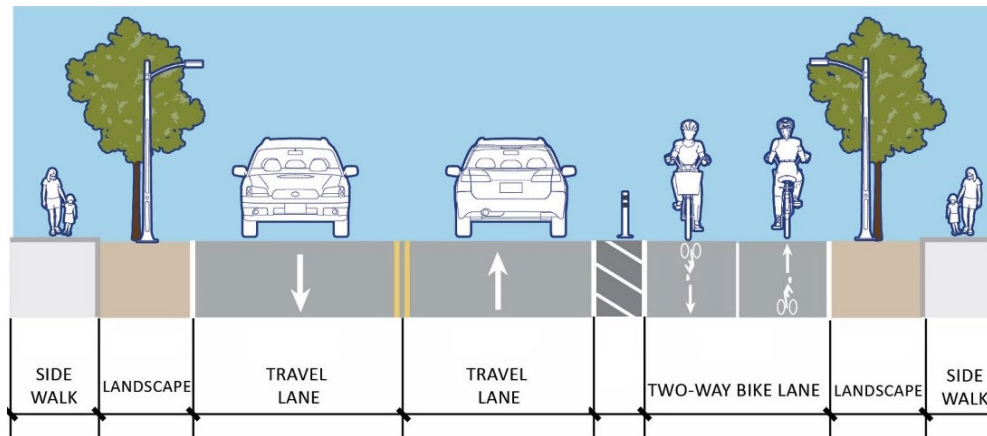 SIDE
WALK
LANDSCAPE
TRAVEL
LANE
TRAVEL
LANE
TWO-WAY BIKE LANE
LANDSCAPE
SIDE
WALK